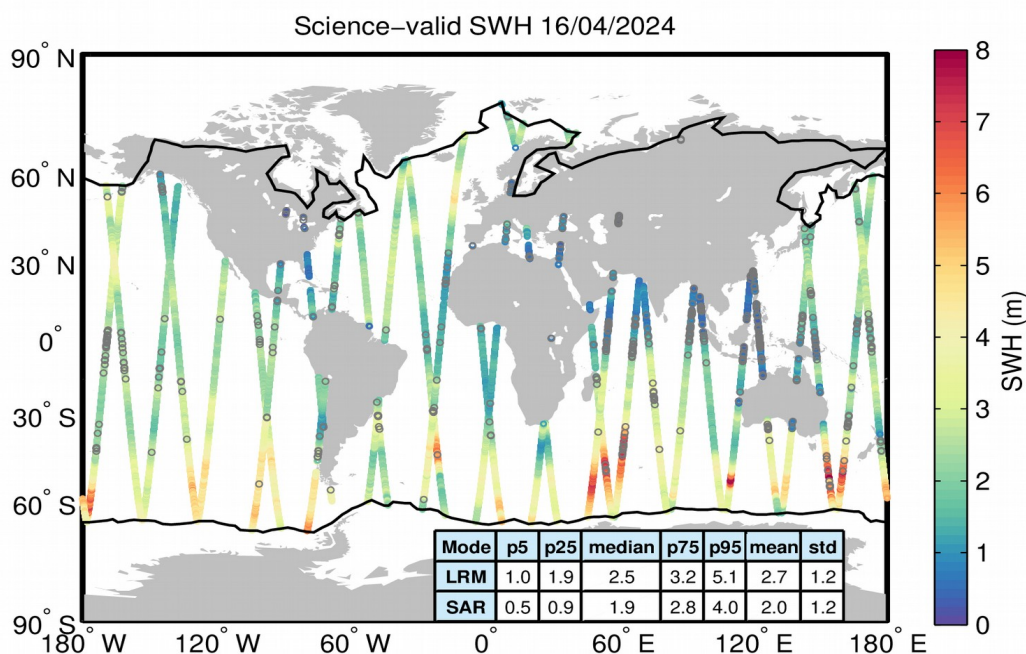 Science−valid SWH 16/04/2024
90° N
60° N
30° N
0°
30° S
60° S
90° S
180° W
120° W
60° W
0°
60° E
120° E
180° E
8
7
6
5
4
3
2
1
0
SWH (m)
Mode p5 p25 median p75 p95 mean std
LRM 1.0 1.9 2.5 3.2 5.1 2.7 1.2
SAR 0.5 0.9 1.9 2.8 4.0 2.0 1.2